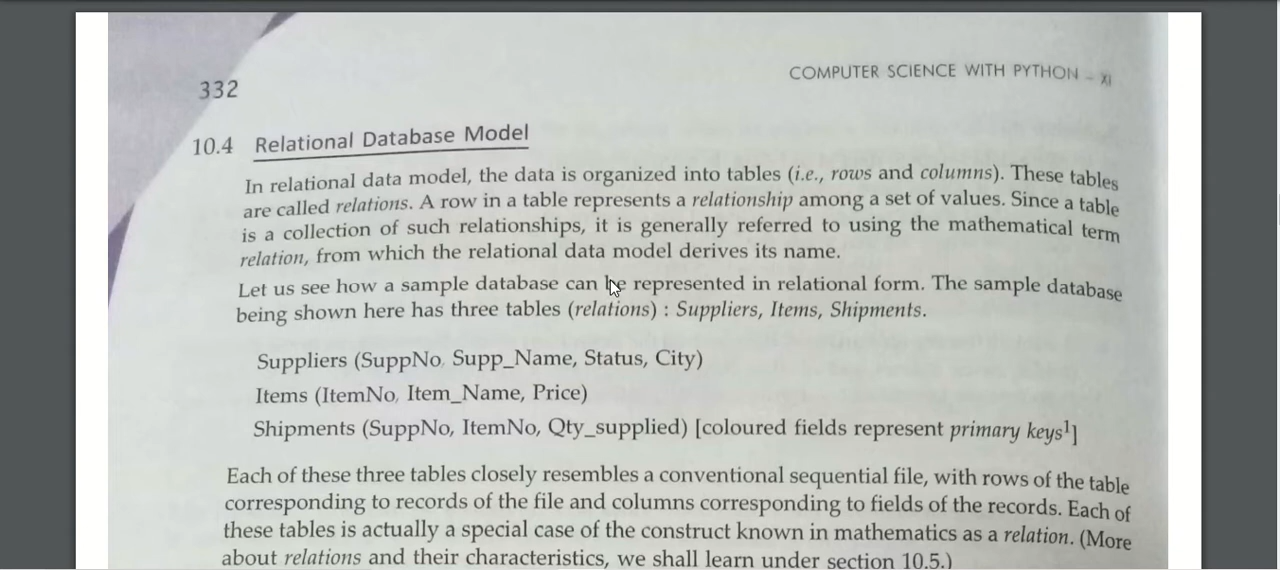 332
COMPUTER SCIENCE WITH PYTHON – XI
10.4 Relational Database Model
In relational data model, the data is organized into tables (i.e., rows and columns). These tables
are called relations. A row in a table represents a relationship among a set of values. Since a table
is a collection of such relationships, it is generally referred to using the mathematical term
relation, from which the relational data model derives its name.
Let us see how a sample database can be represented in relational form. The sample database
being shown here has three tables (relations) : Suppliers, Items, Shipments.
Suppliers (SuppNo, Supp_Name, Status, City)
Items (ItemNo, Item_Name, Price)
Shipments (SuppNo, ItemNo, Qty_supplied) [coloured fields represent primary keys¹]
Each of these three tables closely resembles a conventional sequential file, with rows of the table
corresponding to records of the file and columns corresponding to fields of the records. Each of
these tables is actually a special case of the construct known in mathematics as a relation. (More
about relations and their characteristics, we shall learn under section 10.5.)